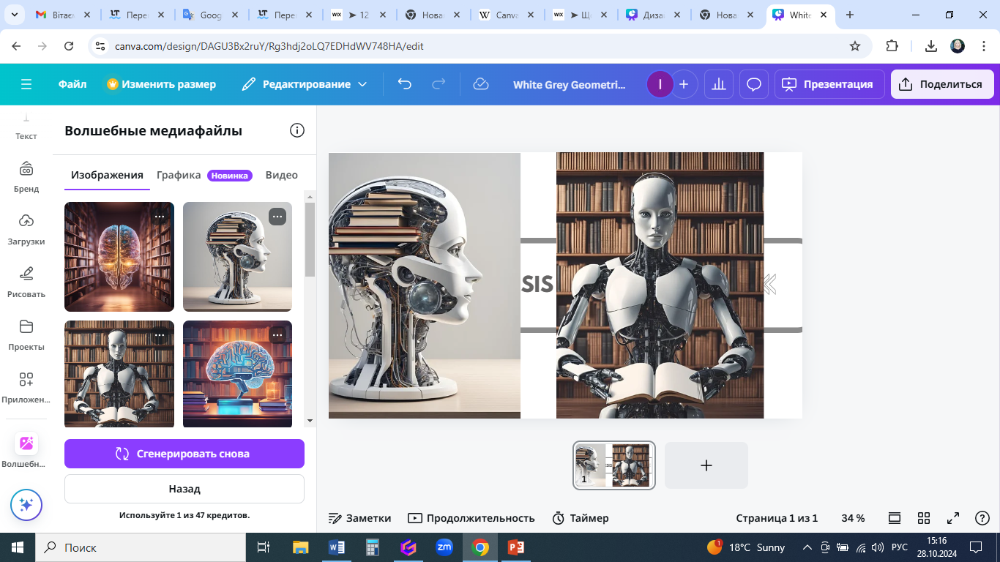 Вітаєм
Перев
Goog
Перев
12
Нова
Canva
Щ
Диза
Нова
White
canva.com/design/DAGU3Bx2ruY/Rg3hdj2oLQ7EDHdWV748HA/edit
Файл
Изменить размер
Редактирование
White Grey Geometri...
I
Презентация
Поделиться
Текст
Бренд
Загрузки
Рисовать
Проекты
Приложен...
Волшебн...
Волшебные медиафайлы
Изображения
Графика Новинка
Видео
Сгенерировать снова
Назад
Используйте 1 из 47 кредитов.
SIS
1
Заметки
Продолжительность
Таймер
Страница 1 из 1
34 %
Поиск
18°C Sunny
РУС
15:16
28.10.2024